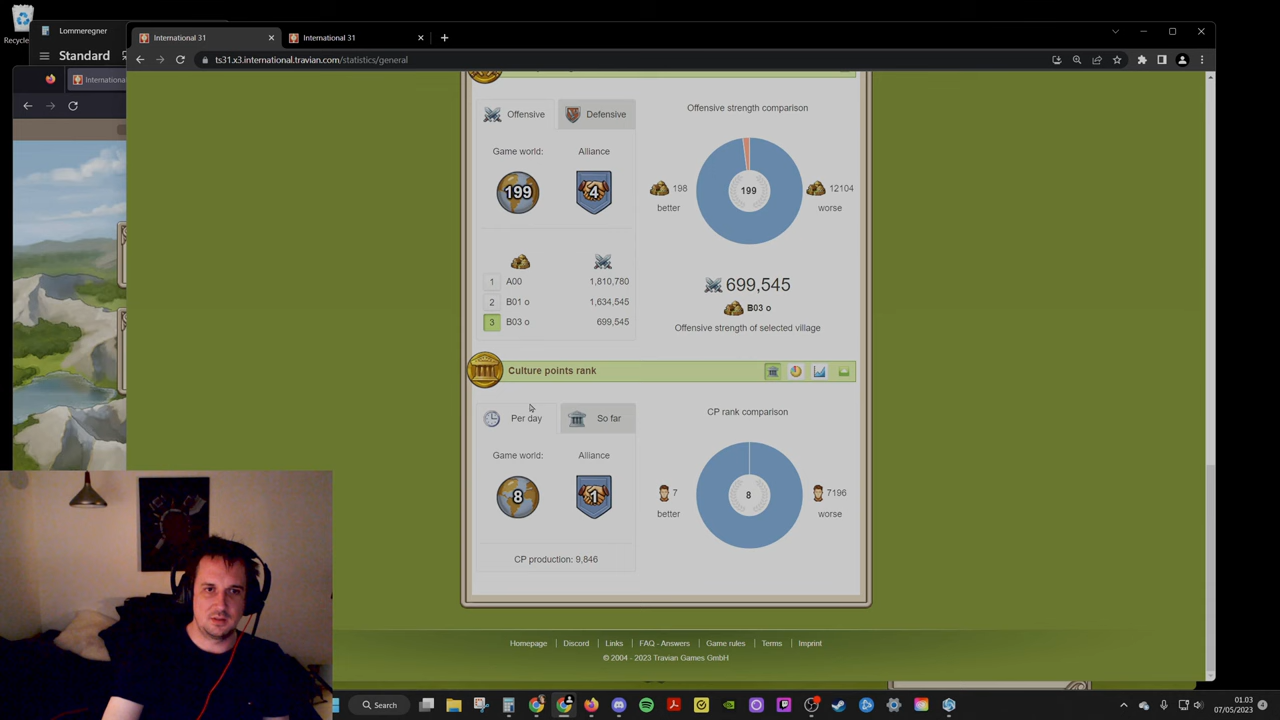 Recycle
Lommeregner
Standard
International
International 31
International 31
ts31.x3.international.travian.com/statistics/general
Offensive
Defensive
Game world:
Alliance
199
4
1 A00 1,810,780
2 B01 o 1,634,545
3 B03 o 699,545
Offensive strength comparison
198
better
199
12104
worse
699,545
B03 o
Offensive strength of selected village
Culture points rank
Per day
So far
Game world:
Alliance
8
1
CP production: 9,846
CP rank comparison
7
better
8
7196
worse
Homepage Discord Links FAQ - Answers Game rules Terms Imprint
© 2004 - 2023 Travian Games GmbH
Search
01.03
07/05/2023